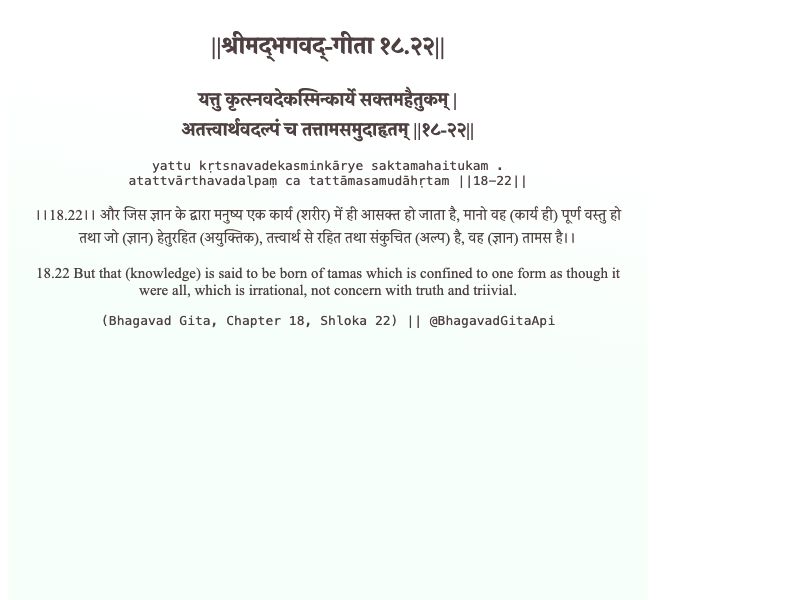 ||श्रीमद्‍भगवद्‍-गीता १८.२२||
यत्तु कृत्स्नवदेकस्मिन्कार्ये सक्तमहैतुकम् |
अतत्त्वार्थवदल्पं च तत्तामसमुदाहृतम् ||१८-२२||
yattu kṛtsnavadekasminkārye saktamahaitukam .
atattvārthavadalpaṃ ca tattāmasamudāhṛtam ||18-22||
।।18.22।। और जिस ज्ञान के द्वारा मनुष्य एक कार्य (शरीर) में ही आसक्त हो जाता है, मानो वह (कार्य ही) पूर्ण वस्तु हो
तथा जो (ज्ञान) हेतुरहित (अयुक्तिक), तत्त्वार्थ से रहित तथा संकुचित (अल्प) है, वह (ज्ञान) तामस है।।
18.22 But that (knowledge) is said to be born of tamas which is confined to one form as though it
were all, which is irrational, not concern with truth and triivial.
(Bhagavad Gita, Chapter 18, Shloka 22) || @BhagavadGitaApi